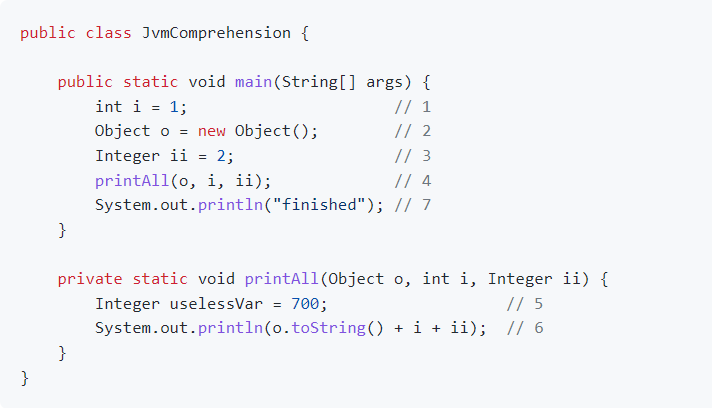 public class JvmComprehension {
    public static void main(String[] args) {
        int i = 1;                      // 1
        Object o = new Object();        // 2
        Integer ii = 2;                 // 3
        printAll(o, i, ii);             // 4
        System.out.println("finished"); // 7
    }
    private static void printAll(Object o, int i, Integer ii) {
        Integer uselessVar = 700;                   // 5
        System.out.println(o.toString() + i + ii);  // 6
    }
}